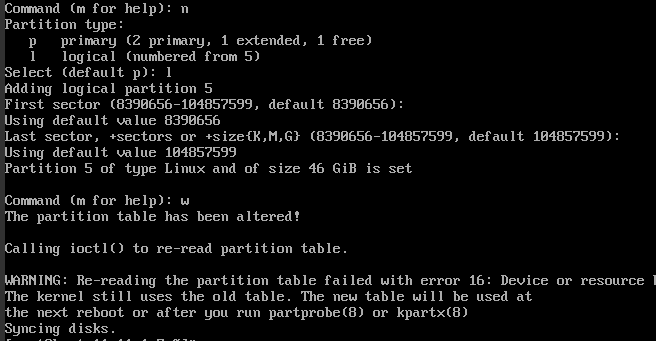 Command (m for help): n
Partition type:
p primary (2 primary, 1 extended, 1 free)
l logical (numbered from 5)
Select (default p): l
Adding logical partition 5
First sector (8390656-104857599, default 8390656):
Using default value 8390656
Last sector, +sectors or +size{K,M,G} (8390656-104857599, default 104857599):
Using default value 104857599
Partition 5 of type Linux and of size 46 GiB is set
Command (m for help): w
The partition table has been altered!
Calling ioctl() to re-read partition table.
WARNING: Re-reading the partition table failed with error 16: Device or resource
The kernel still uses the old table. The new table will be used at
the next reboot or after you run partprobe(8) or kpartx(8)
Syncing disks.